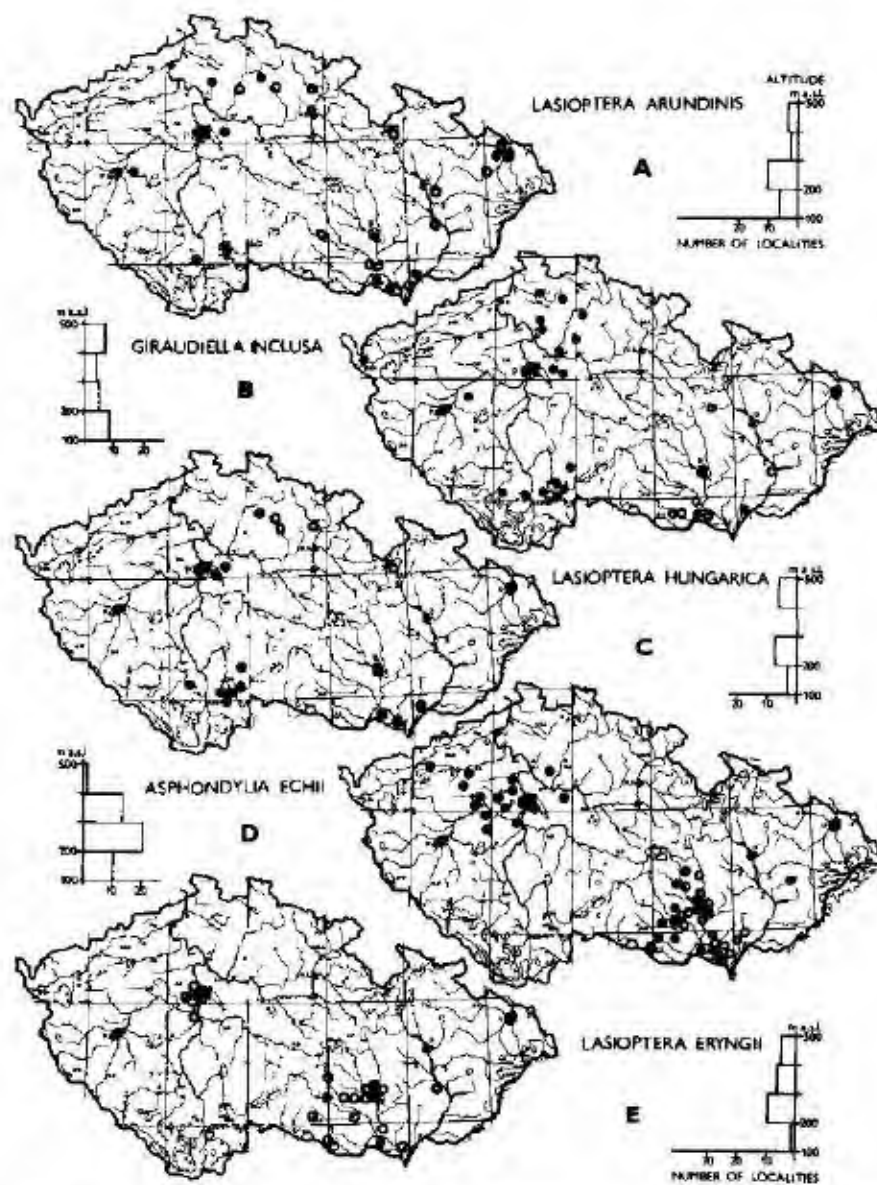 ALTITUDE
m a.s.l.
500
LASIOPTERA ARUNDINIS
A
200
100
20 10
NUMBER OF LOCALITIES
m a.s.l.
500
GIRAUDIELLA INCLUSA
B
200
100
10 20
m a.s.l.
500
LASIOPTERA HUNGARICA
C
200
100
20 10
m a.s.l.
500
ASPHONDYLIA ECHII
D
200
100
10 20
m a.s.l.
500
LASIOPTERA ERYNGII
E
200
100
20 10
NUMBER OF LOCALITIES